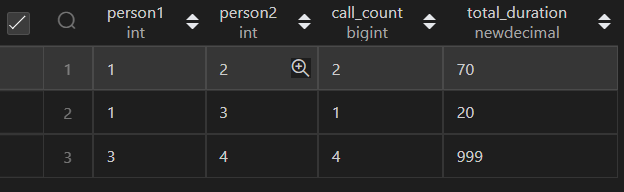 person1 person2 call_count total_duration
int int bigint newdecimal
1 1 2 2 70
2 1 3 1 20
3 3 4 4 999